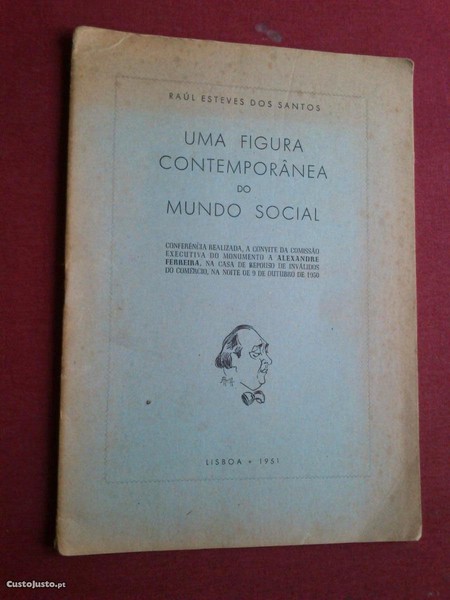 RAÚL ESTEVES DOS SANTOS
UMA FIGURA
CONTEMPORÂNEA
DO
MUNDO SOCIAL
CONFERÊNCIA REALIZADA, A CONVITE DA COMISSÃO
EXECUTIVA DO MONUMENTO A ALEXANDRE
FERREIRA, NA CASA DE REPOUSO DE INVÁLIDOS
DO COMÉRCIO, NA NOITE DE 9 DE OUTUBRO DE 1950
LISBOA • 1951
CustoJusto.pt